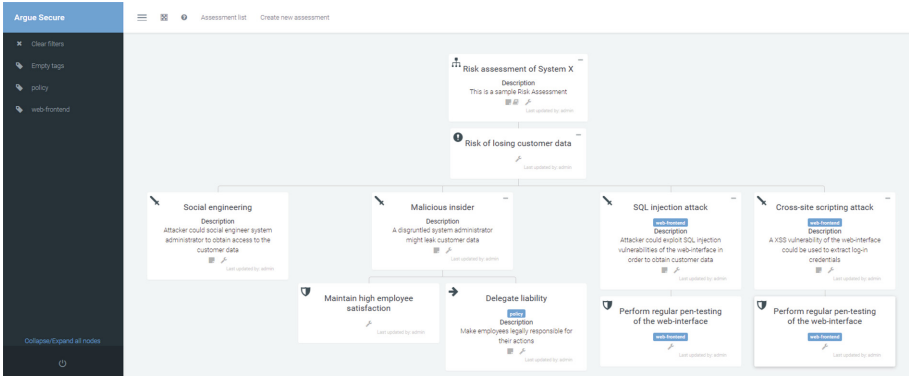 Argue Secure
Assessment list
Create new assessment
Clear filters
Empty tags
policy
web-frontend
Collapse/Expand all nodes
Risk assessment of System X
Description
This is a sample Risk Assessment
Last updated by admin
Risk of losing customer data
Last updated by admin
Social engineering
Description
Attacker could social engineer system
administrator to obtain access to the
customer data
Last updated by admin
Malicious insider
Description
A disgruntled system administrator
might leak customer data
Last updated by admin
SQL injection attack
web-frontend
Description
Attacker could exploit SQL injection
vulnerabilities of the web-interface in
order to obtain customer data
Last updated by admin
Cross-site scripting attack
web-frontend
Description
A XSS vulnerability of the web-interface
could be used to extract log-in
credentials
Last updated by admin
Maintain high employee
satisfaction
Last updated by admin
Delegate liability
policy
Description
Make employees legally responsible for
their actions
Last updated by admin
Perform regular pen-testing
of the web-interface
web-frontend
Last updated by admin
Perform regular pen-testing
of the web-interface
web-frontend
Last updated by admin